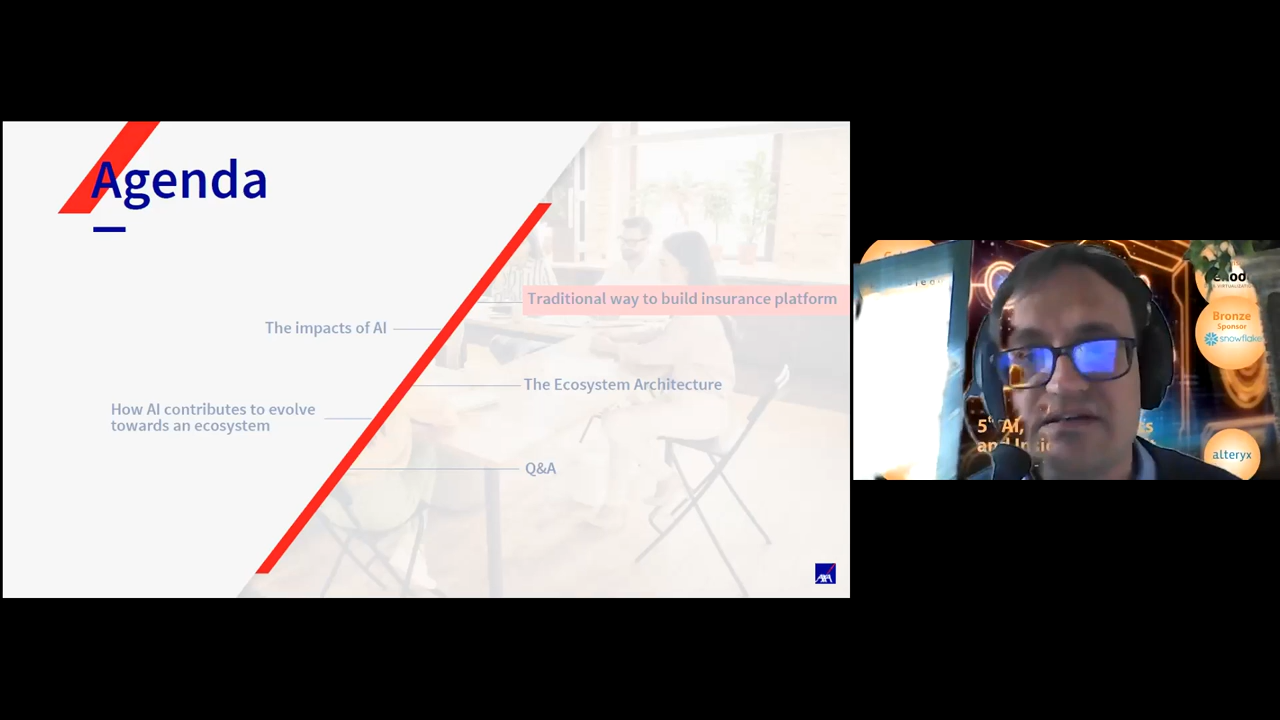 Agenda
Traditional way to build insurance platform
The impacts of AI
The Ecosystem Architecture
How AI contributes to evolve
towards an ecosystem
Q&A
AXA
Bronze
Sponsor
snowflake
alteryx